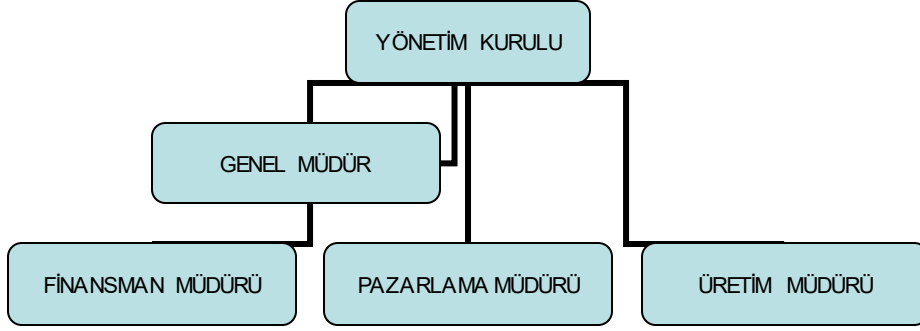 YÖNETİM KURULU
GENEL MÜDÜR
FİNANSMAN MÜDÜRÜ
PAZARLAMA MÜDÜRÜ
ÜRETİM MÜDÜRÜ